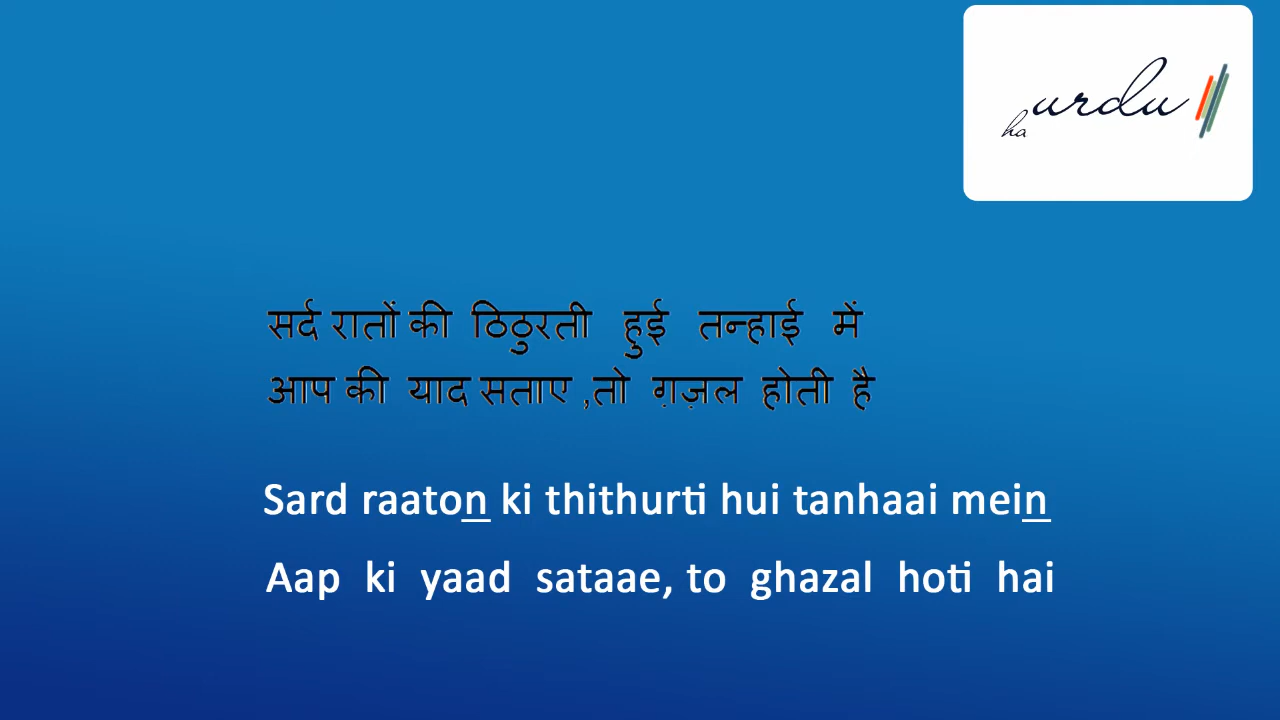 ha urdu
सर्द रातों की ठिठुरती हुई तन्हाई में
आप की याद सताए ,तो ग़ज़ल होती है
Sard raaton ki thithurti hui tanhaai mein
Aap ki yaad sataae, to ghazal hoti hai